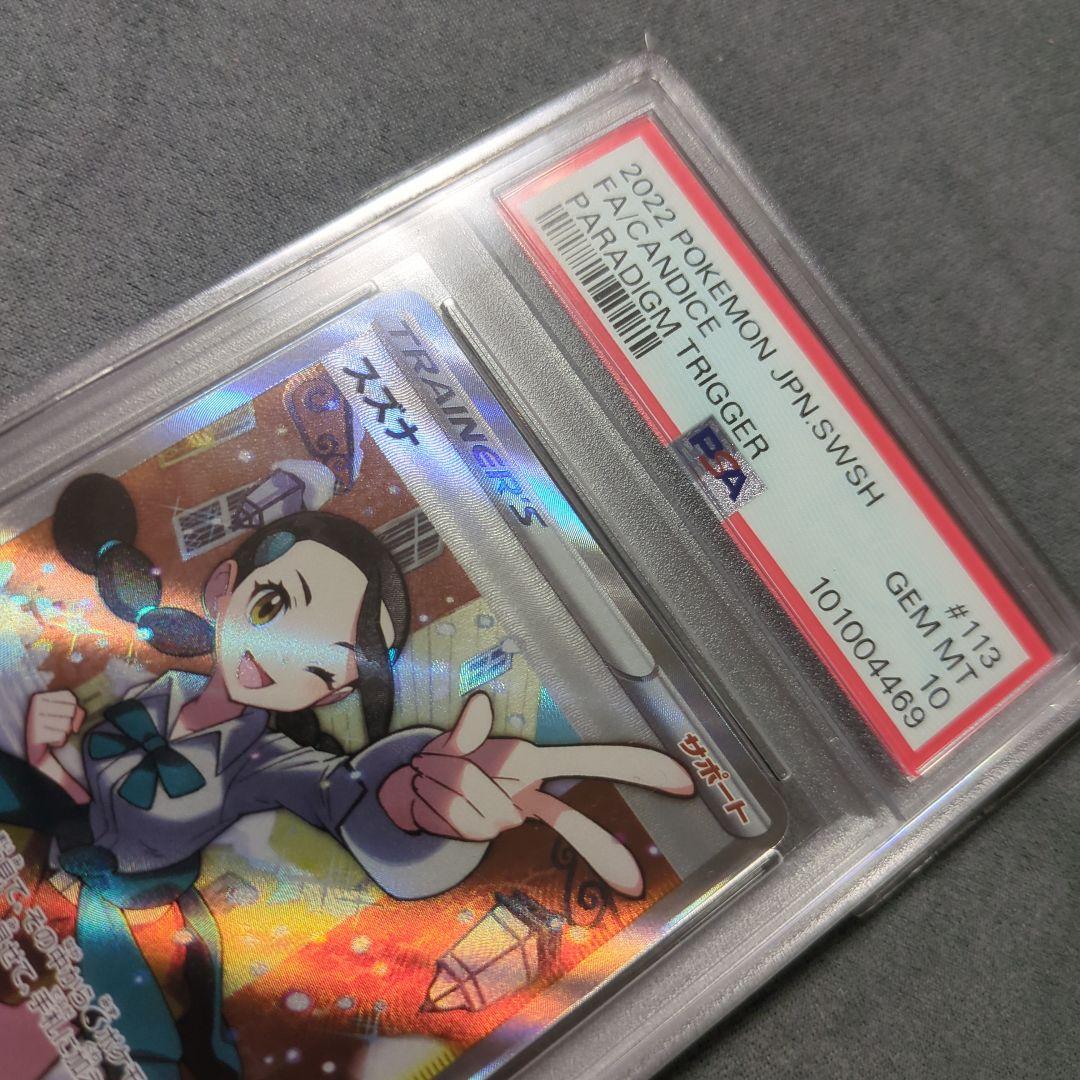 2022 POKEMON JPN.SWSH #113
FA/CANDICE GEM MT
PARADIGM TRIGGER 10
PSA 101004469
TRAINER'S
スズナ
サポート